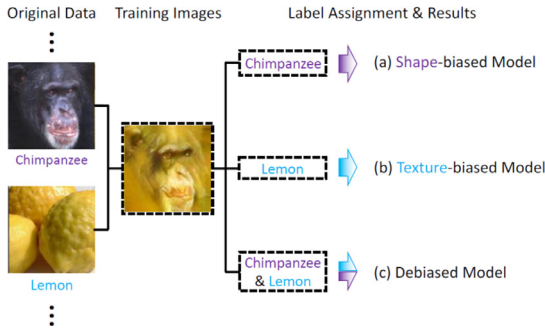 Original Data
Training Images
Label Assignment & Results
Chimpanzee
Lemon
Chimpanzee
(a) Shape-biased Model
Lemon
(b) Texture-biased Model
Chimpanzee
& Lemon
(c) Debiased Model